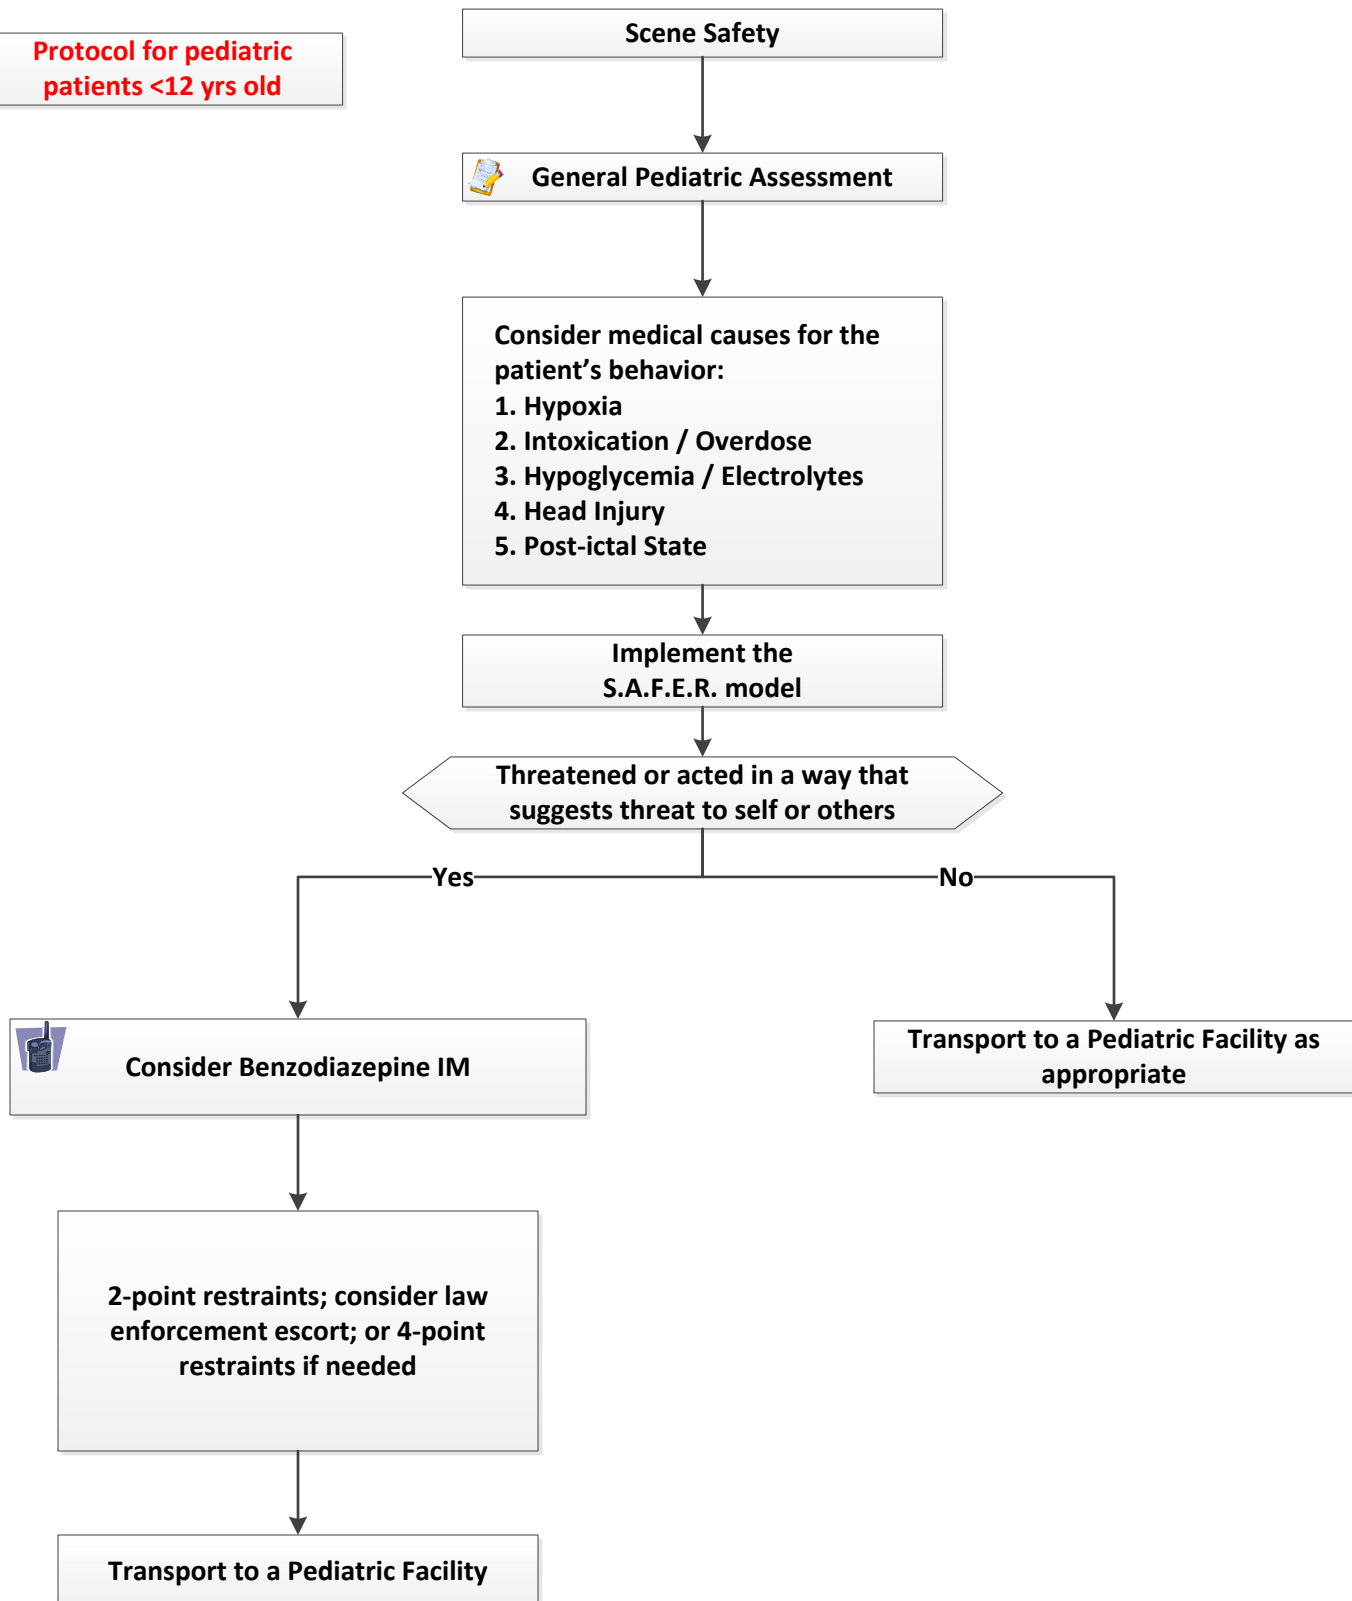 Protocol for pediatric
patients <12 yrs old
Scene Safety
General Pediatric Assessment
Consider medical causes for the
patient’s behavior:
1. Hypoxia
2. Intoxication / Overdose
3. Hypoglycemia / Electrolytes
4. Head Injury
5. Post-ictal State
Implement the
S.A.F.E.R. model
Threatened or acted in a way that
suggests threat to self or others
Yes
No
Consider Benzodiazepine IM
Transport to a Pediatric Facility as
appropriate
2-point restraints; consider law
enforcement escort; or 4-point
restraints if needed
Transport to a Pediatric Facility